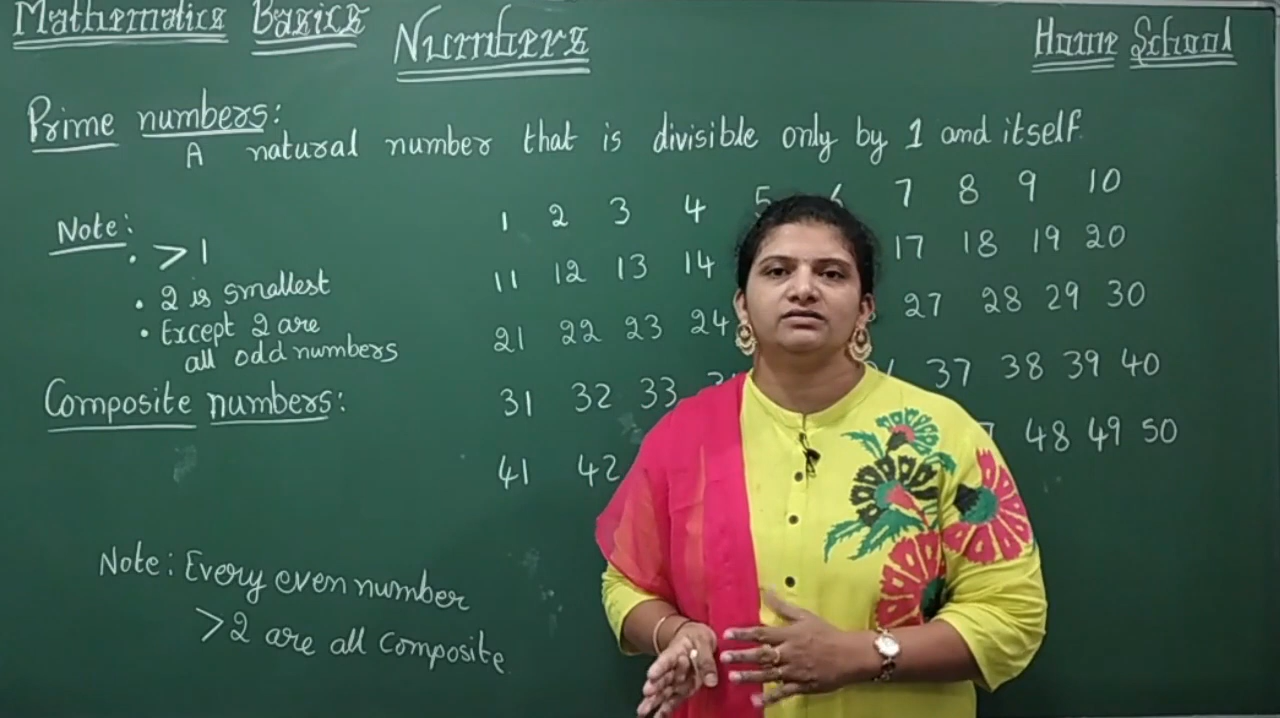 Mathematics Basics
Numbers
Home School
Prime numbers:
A natural number that is divisible only by 1 and itself.
Note:
• > 1
• 2 is smallest
• Except 2 are
all odd numbers
1 2 3 4 5 6 7 8 9 10
11 12 13 14 17 18 19 20
21 22 23 24 27 28 29 30
31 32 33 37 38 39 40
41 42 48 49 50
Composite numbers:
Note: Every even number
>2 are all composite.